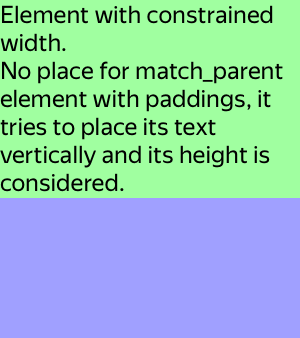 Element with constrained
width.
No place for match_parent
element with paddings, it
tries to place its text
vertically and its height is
considered.